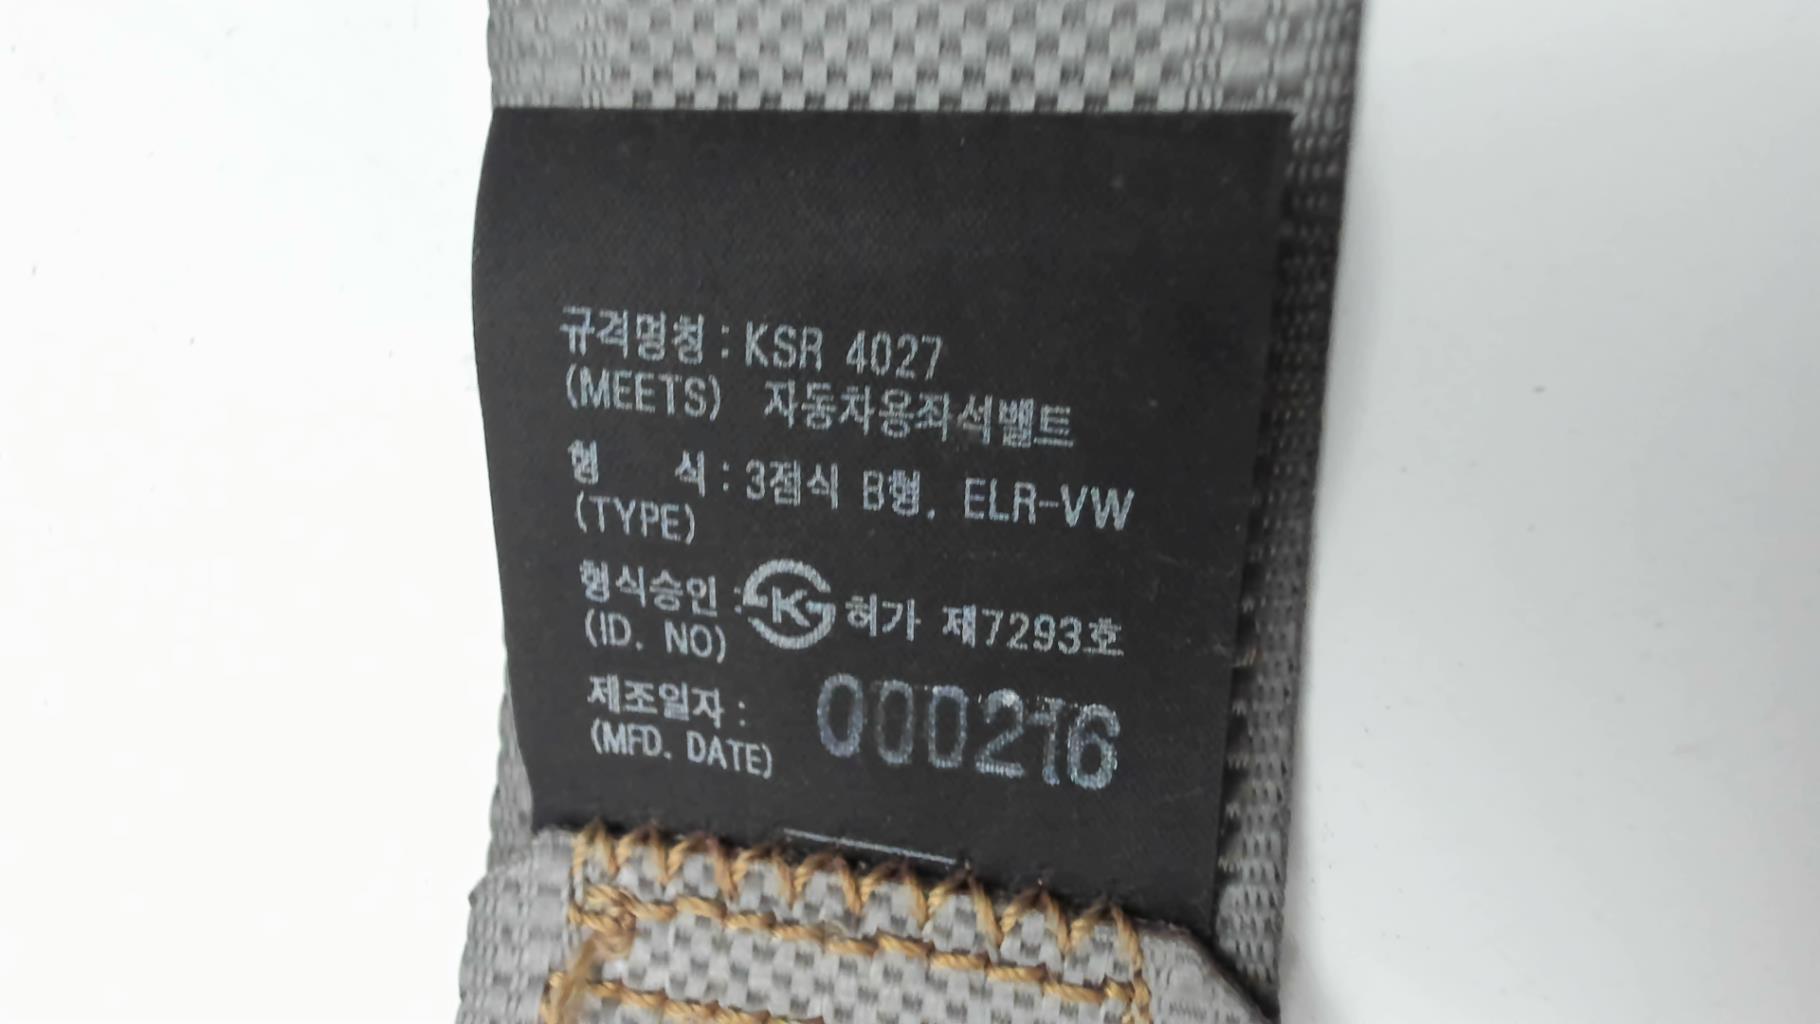 규격명칭 : KSR 4027
(MEETS) 자동차용좌석벨트
형 식 : 3점식 B형. ELR-VW
(TYPE)
형식승인 : K 허가 제7293호
(ID. NO)
제조일자 : 000216
(MFD. DATE)